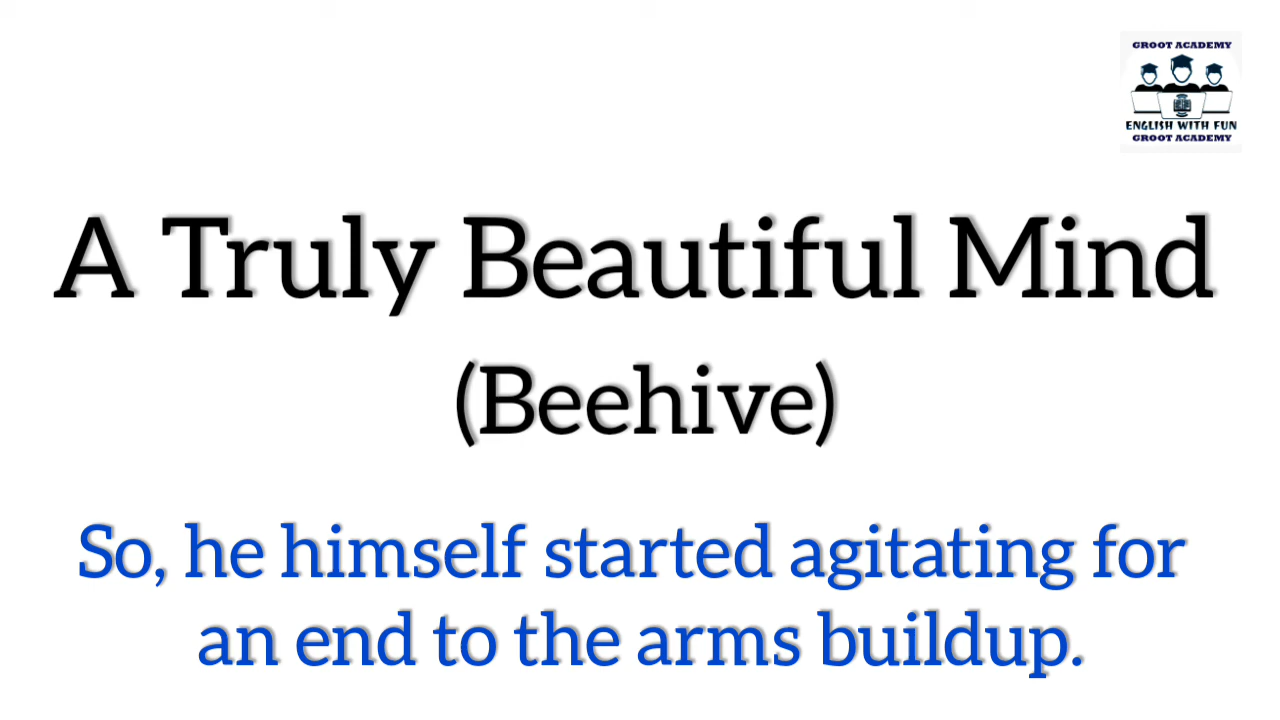 GROOT ACADEMY
ENGLISH WITH FUN
GROOT ACADEMY
A Truly Beautiful Mind
(Beehive)
So, he himself started agitating for
an end to the arms buildup.